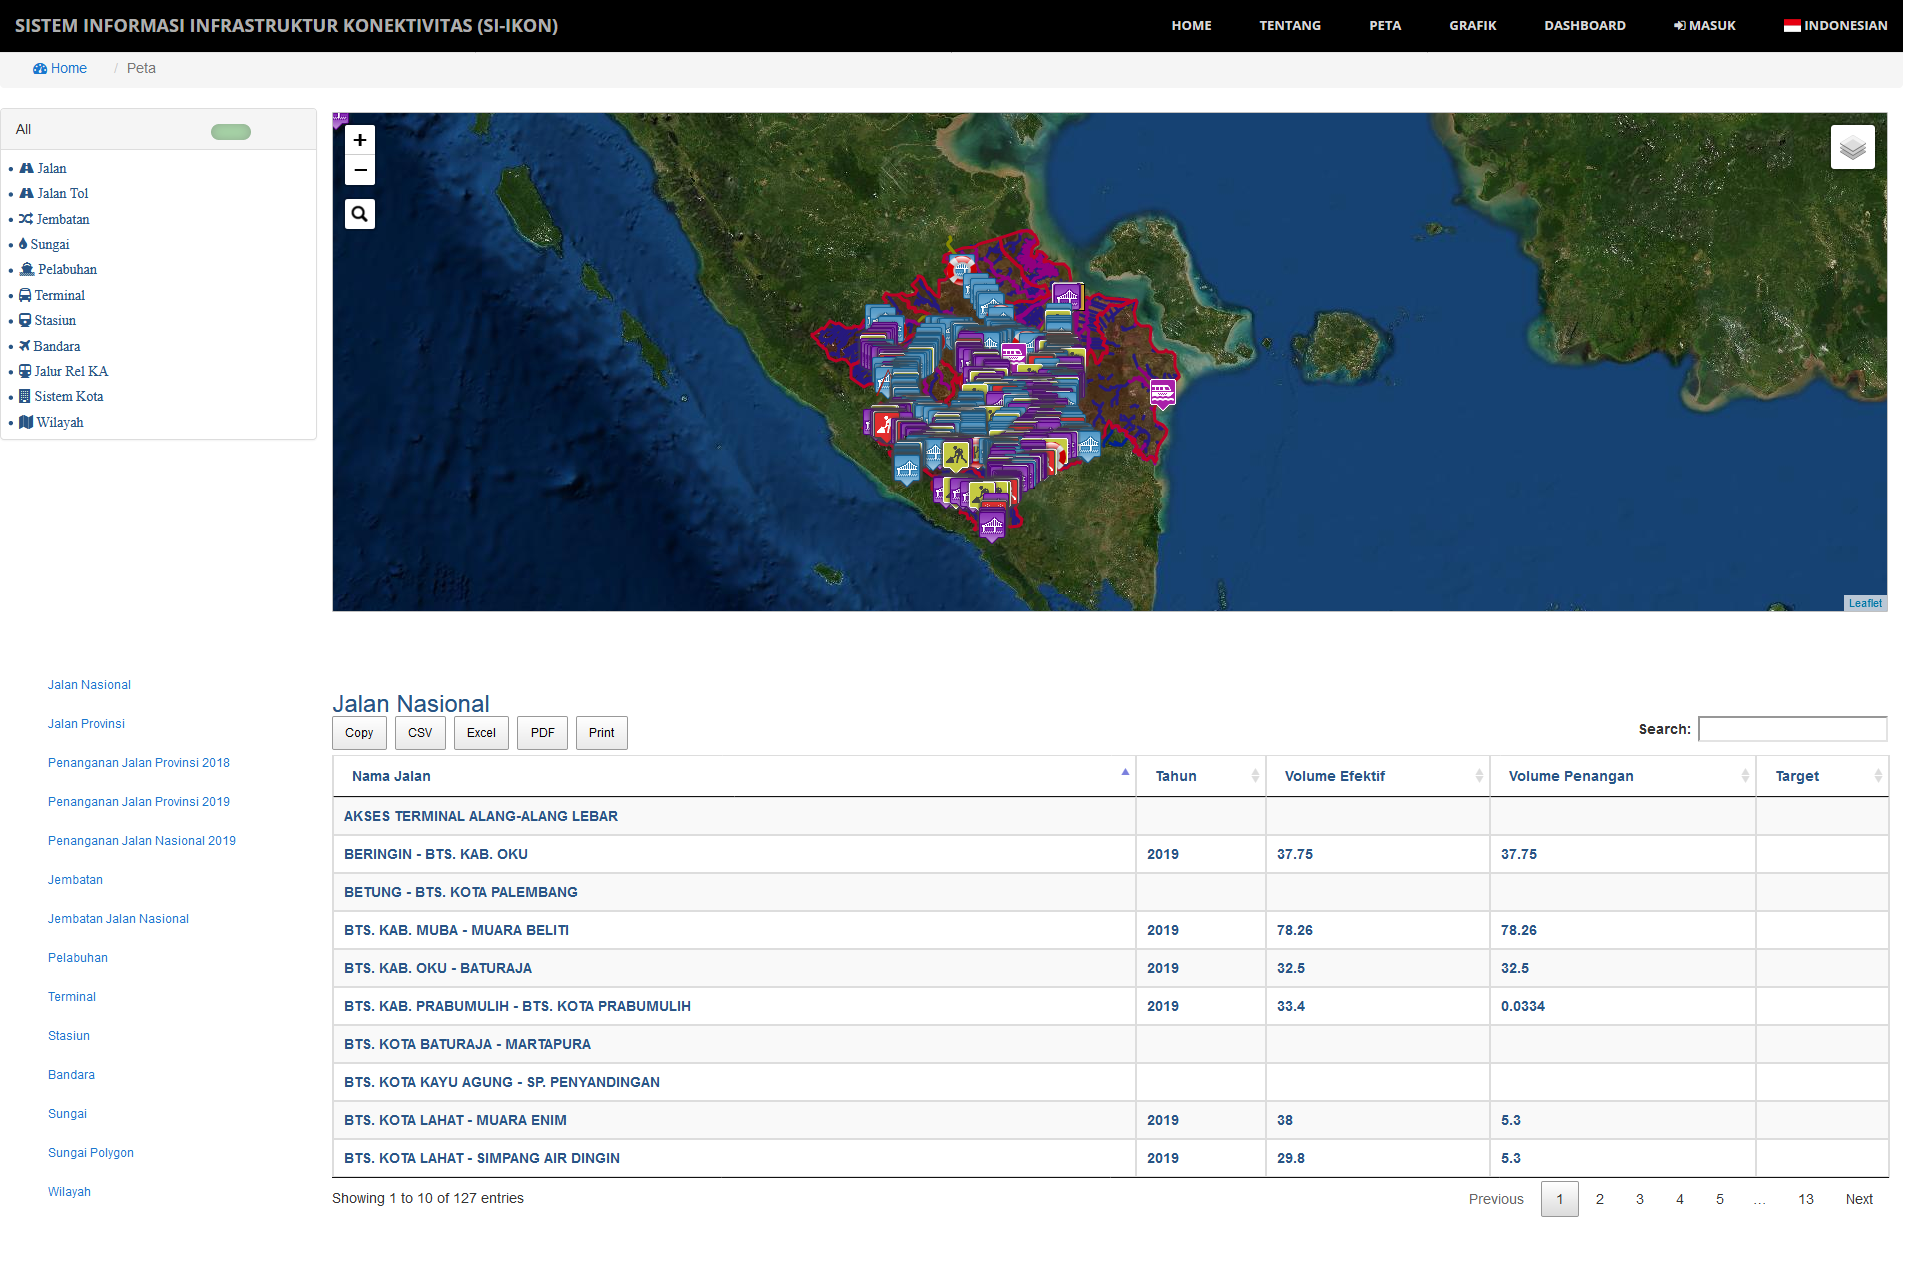 SISTEM INFORMASI INFRASTRUKTUR KONEKTIVITAS (SI-IKON)
HOME TENTANG PETA GRAFIK DASHBOARD MASUK INDONESIAN
Home / Peta
All
Jalan
Jalan Tol
Jembatan
Sungai
Pelabuhan
Terminal
Stasiun
Bandara
Jalur Rel KA
Sistem Kota
Wilayah
+
−
Leaflet
Jalan Nasional
Jalan Provinsi
Penanganan Jalan Provinsi 2018
Penanganan Jalan Provinsi 2019
Penanganan Jalan Nasional 2019
Jembatan
Jembatan Jalan Nasional
Pelabuhan
Terminal
Stasiun
Bandara
Sungai
Sungai Polygon
Wilayah
Jalan Nasional
Copy CSV Excel PDF Print Search:
Nama Jalan Tahun Volume Efektif Volume Penangan Target
AKSES TERMINAL ALANG-ALANG LEBAR
BERINGIN - BTS. KAB. OKU 2019 37.75 37.75
BETUNG - BTS. KOTA PALEMBANG
BTS. KAB. MUBA - MUARA BELITI 2019 78.26 78.26
BTS. KAB. OKU - BATURAJA 2019 32.5 32.5
BTS. KAB. PRABUMULIH - BTS. KOTA PRABUMULIH 2019 33.4 0.0334
BTS. KOTA BATURAJA - MARTAPURA
BTS. KOTA KAYU AGUNG - SP. PENYANDINGAN
BTS. KOTA LAHAT - MUARA ENIM 2019 38 5.3
BTS. KOTA LAHAT - SIMPANG AIR DINGIN 2019 29.8 5.3
Showing 1 to 10 of 127 entries
Previous 1 2 3 4 5 … 13 Next